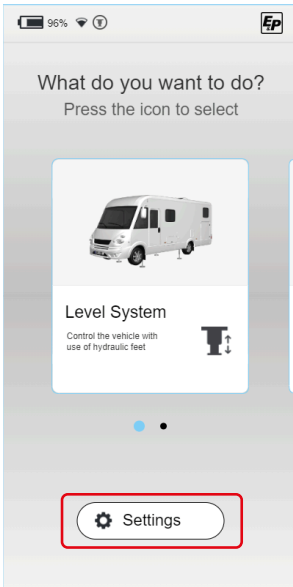 96%
EP
What do you want to do?
Press the icon to select
Level System
Control the vehicle with
use of hydraulic feet
Settings